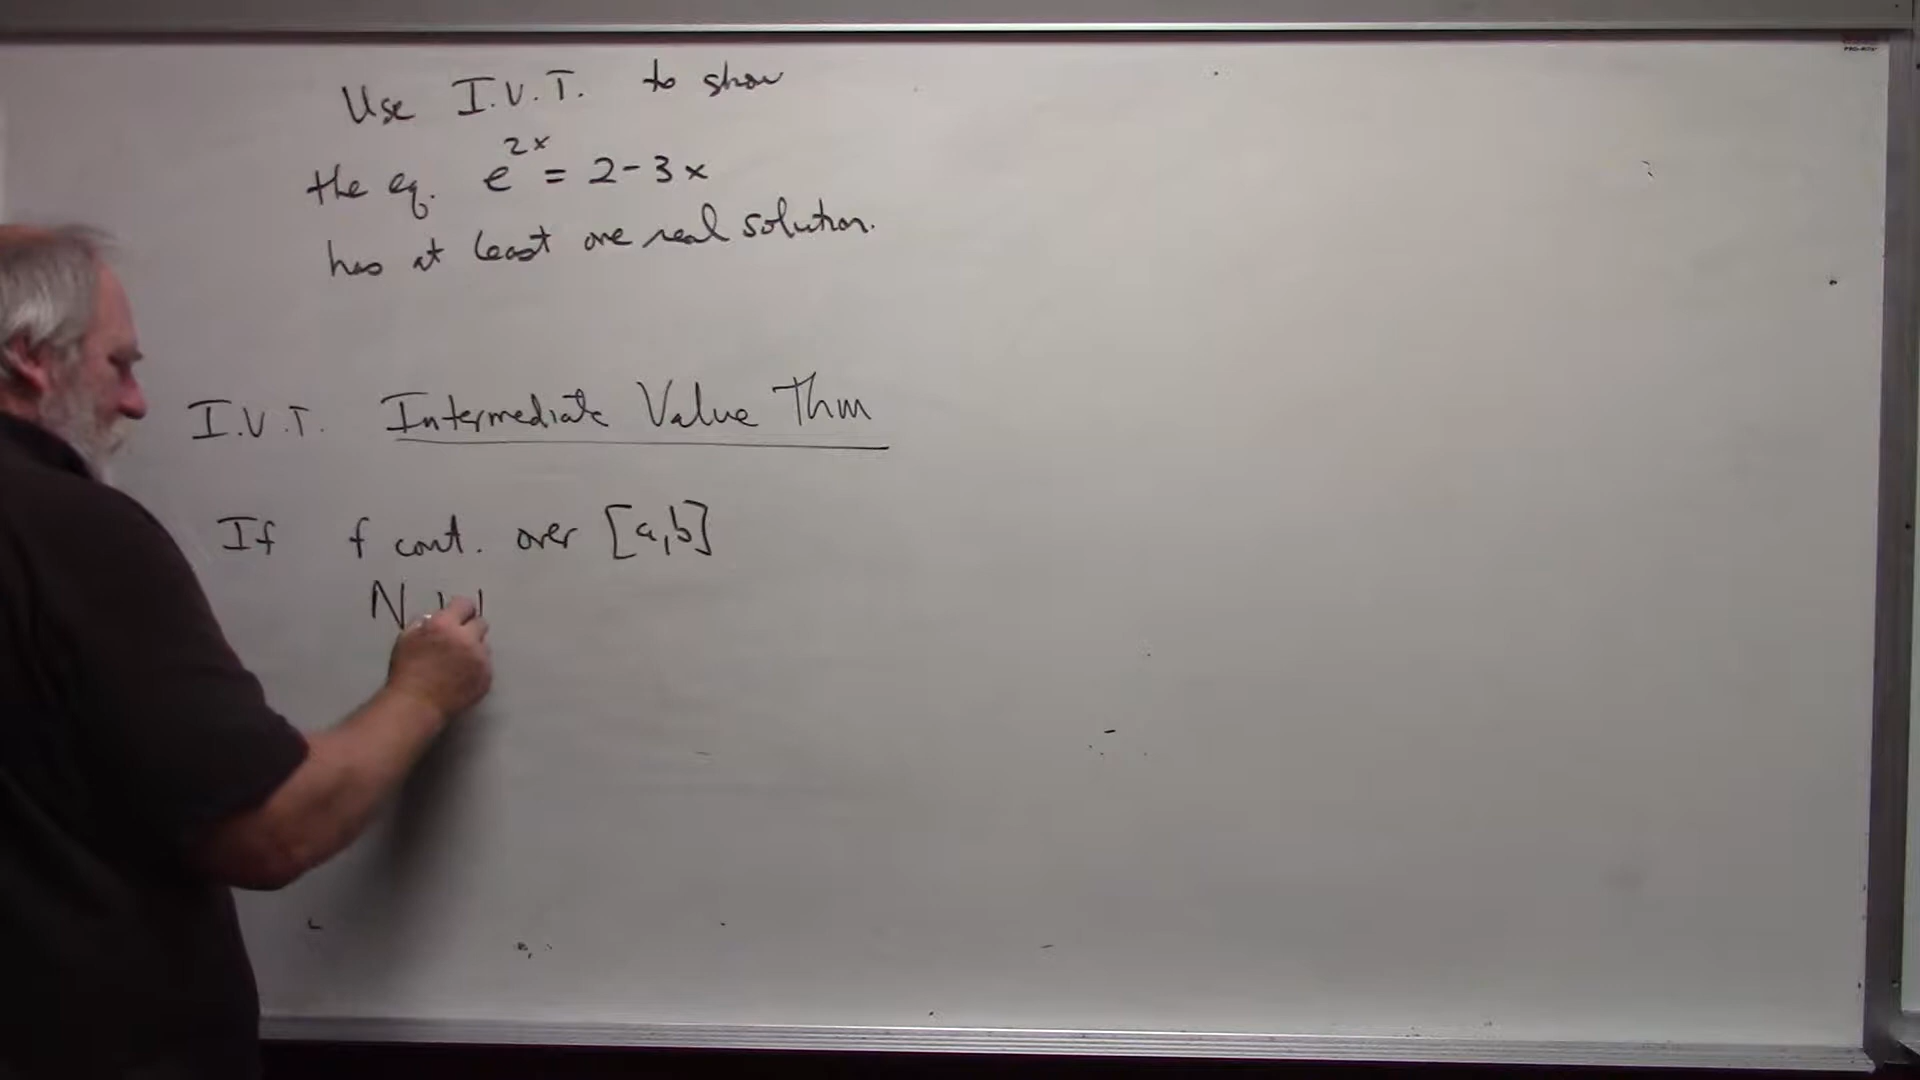 Use I.V.T. to show
the eq. e^2x = 2-3x
has at least one real solution.
I.V.T. Intermediate Value Thm
If f cont. over [a,b]
N